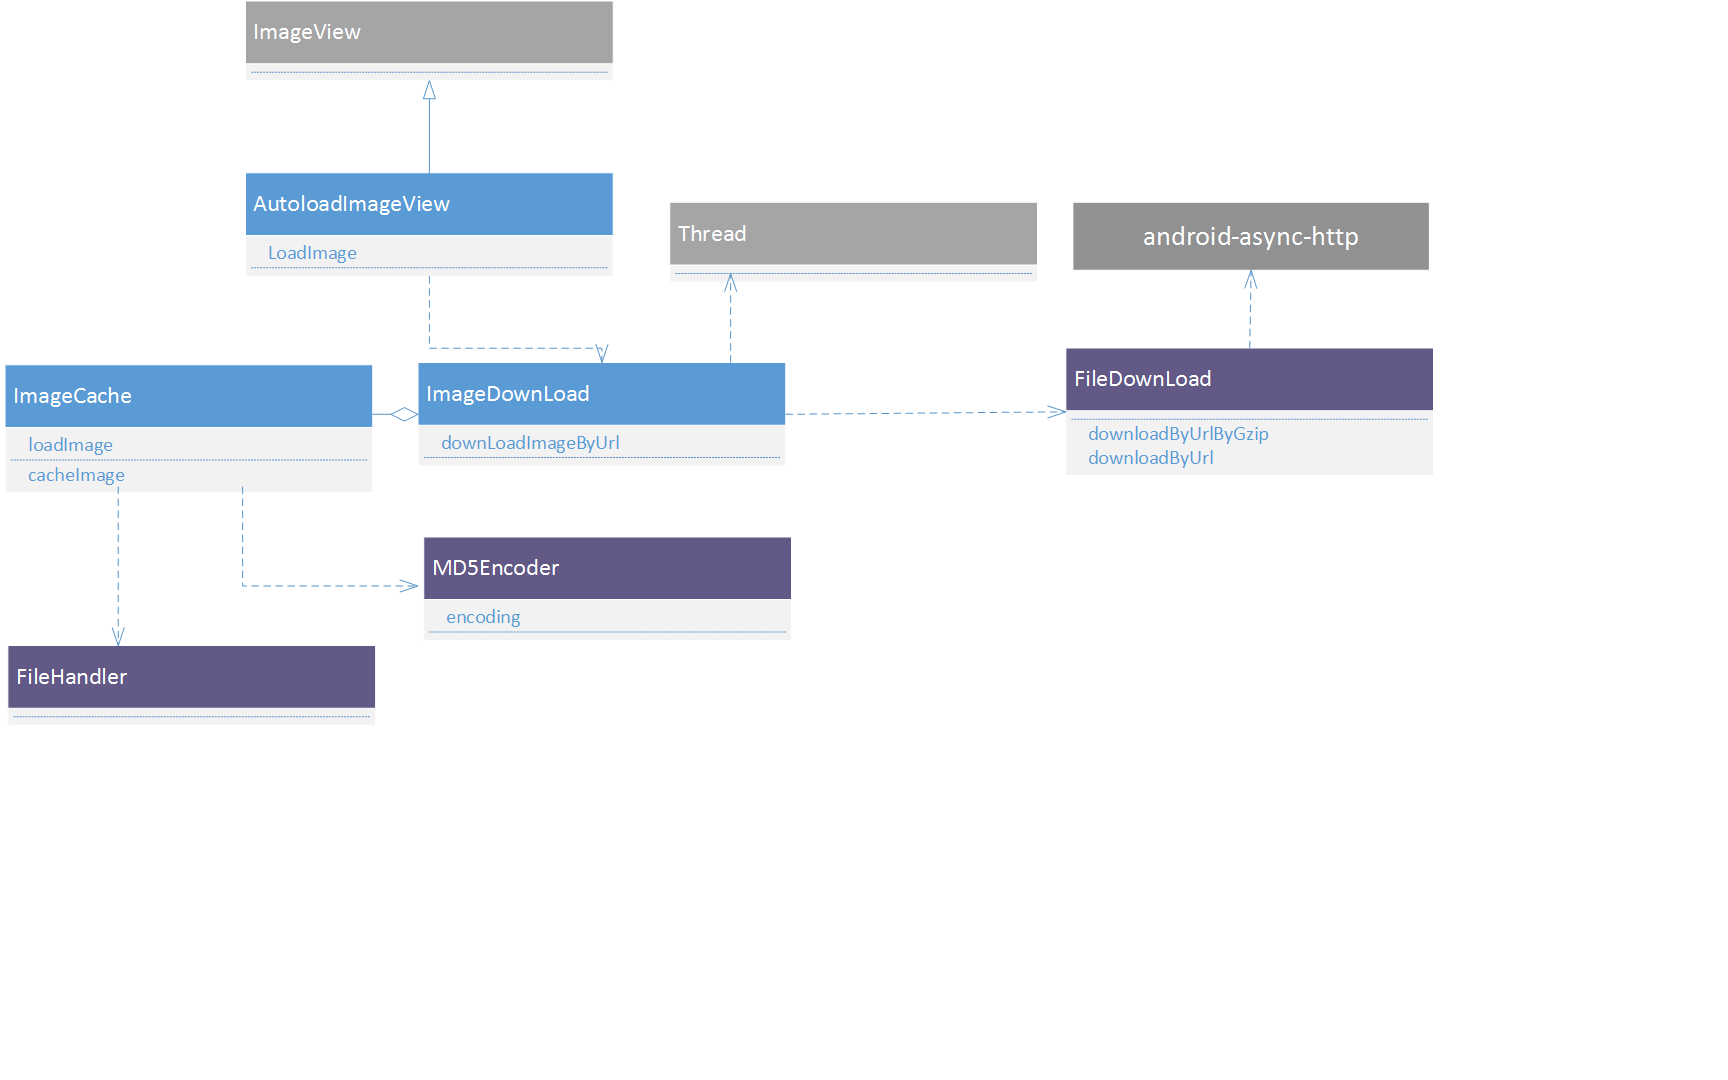 ImageView
AutoloadImageView
LoadImage
Thread
android-async-http
ImageCache
loadImage
cacheImage
ImageDownLoad
downLoadImageByUrl
FileDownLoad
downloadByUrlByGzip
downloadByUrl
MD5Encoder
encoding
FileHandler